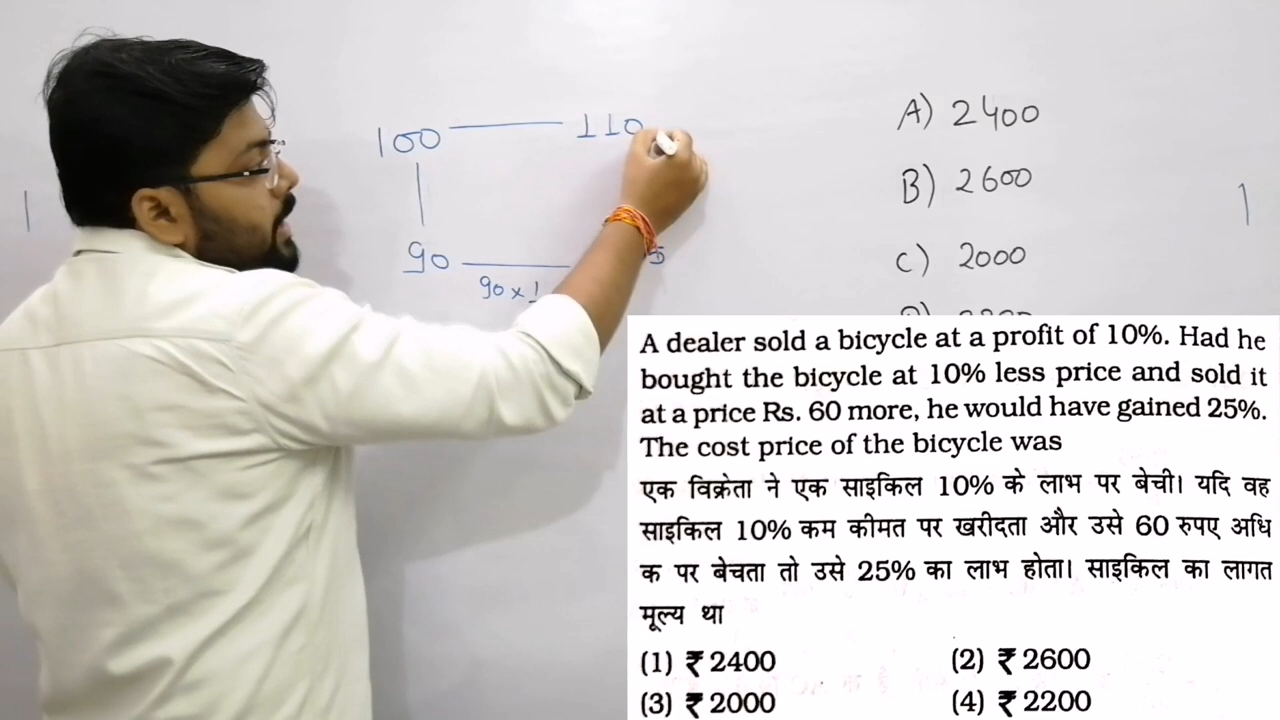 100 — 110
90
90 × 1
5
A) 2400
B) 2600
C) 2000
A dealer sold a bicycle at a profit of 10%. Had he
bought the bicycle at 10% less price and sold it
at a price Rs. 60 more, he would have gained 25%.
The cost price of the bicycle was
एक विक्रेता ने एक साइकिल 10% के लाभ पर बेची। यदि वह
साइकिल 10% कम कीमत पर खरीदता और उसे 60 रुपए अधि
क पर बेचता तो उसे 25% का लाभ होता। साइकिल का लागत
मूल्य था
(1) ₹ 2400 (2) ₹ 2600
(3) ₹ 2000 (4) ₹ 2200